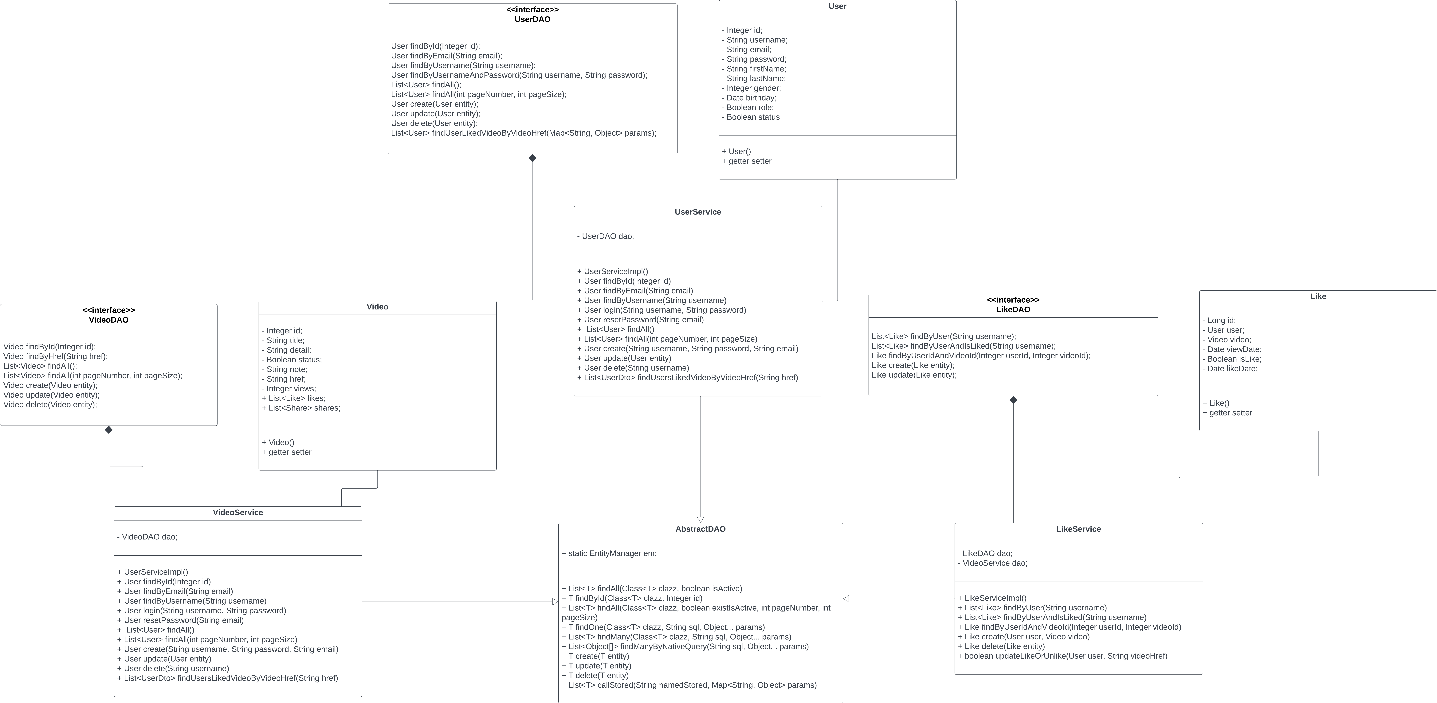 <<interface>>
UserDAO
User findById(Integer id);
User findByEmail(String email);
User findByUsername(String username);
User findByUsernameAndPassword(String username, String password);
List<User> findAll();
List<User> findAll(int pageNumber, int pageSize);
User create(User entity);
User update(User entity);
User delete(User entity);
List<User> findUserLikedVideoByVideoHref(Map<String, Object> params);
User
- Integer id;
- String username;
- String email;
- String password;
- String firstName;
- String lastName;
- Integer gender;
- Date birthday;
- Boolean role;
- Boolean status
+ User()
+ getter setter
UserService
- UserDAO dao;
+ UserServiceImpl()
+ User findById(Integer id)
+ User findByEmail(String email)
+ User findByUsername(String username)
+ User login(String username, String password)
+ User resetPassword(String email)
+ List<User> findAll()
+ List<User> findAll(int pageNumber, int pageSize)
+ User create(String username, String password, String email)
+ User update(User entity)
+ User delete(String username)
+ List<UserDto> findUsersLikedVideoByVideoHref(String href)
<<interface>>
VideoDAO
Video findById(Integer id);
Video findByHref(String href);
List<Video> findAll();
List<Video> findAll(int pageNumber, int pageSize);
Video create(Video entity);
Video update(Video entity);
Video delete(Video entity);
Video
- Integer id;
- String title;
- String detail;
- Boolean status;
- String note;
- String href;
- Integer views;
+ List<Like> likes;
+ List<Share> shares;
+ Video()
+ getter setter
<<interface>>
LikeDAO
List<Like> findByUser(String username);
List<Like> findByUserAndIsLiked(String username);
Like findByUserIdAndVideoId(Integer userId, Integer videoId);
Like create(Like entity);
Like update(Like entity);
Like
- Long id;
- User user;
- Video video;
- Date viewDate;
- Boolean isLike;
- Date likeDate;
+ Like()
+ getter setter
VideoService
- VideoDAO dao;
+ UserServiceImpl()
+ User findById(Integer id)
+ User findByEmail(String email)
+ User findByUsername(String username)
+ User login(String username, String password)
+ User resetPassword(String email)
+ List<User> findAll()
+ List<User> findAll(int pageNumber, int pageSize)
+ User create(String username, String password, String email)
+ User update(User entity)
+ User delete(String username)
+ List<UserDto> findUsersLikedVideoByVideoHref(String href)
AbstractDAO
+ static EntityManager em;
+ List<T> findAll(Class<T> clazz, boolean isActive)
+ T findById(Class<T> clazz, Integer id)
+ List<T> findAll(Class<T> clazz, boolean existIsActive, int pageNumber, int
pageSize)
+ T findOne(Class<T> clazz, String sql, Object... params)
+ List<T> findMany(Class<T> clazz, String sql, Object... params)
+ List<Object[]> findManyByNativeQuery(String sql, Object... params)
+ T create(T entity)
+ T update(T entity)
+ T delete(T entity)
+ List<T> callStored(String namedStored, Map<String, Object> params)
LikeService
- LikeDAO dao;
- VideoService dao;
+ LikeServiceImpl()
+ List<Like> findByUser(String username)
+ List<Like> findByUserAndIsLiked(String username)
+ Like findByUserIdAndVideoId(Integer userId, Integer videoId)
+ Like create(User user, Video video)
+ Like delete(Like entity)
+ boolean updateLikeOrUnlike(User user, String videoHref)